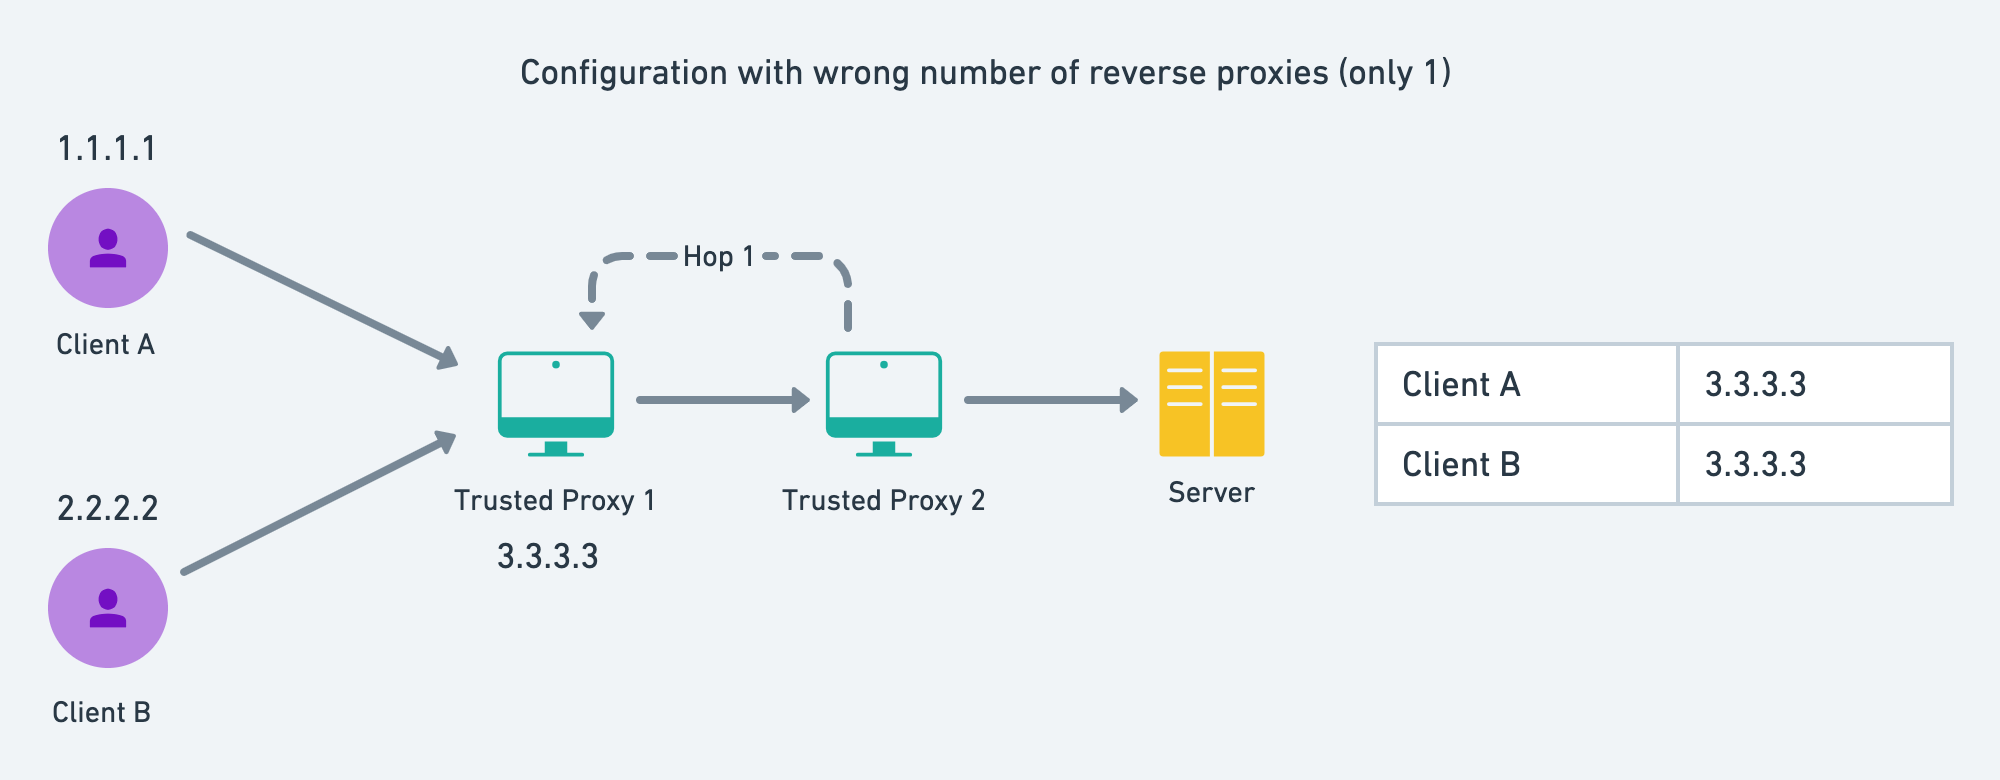 Configuration with wrong number of reverse proxies (only 1)
1.1.1.1
Client A
Hop 1
2.2.2.2
Client B
Trusted Proxy 1
3.3.3.3
Trusted Proxy 2
Server
Client A 3.3.3.3
Client B 3.3.3.3